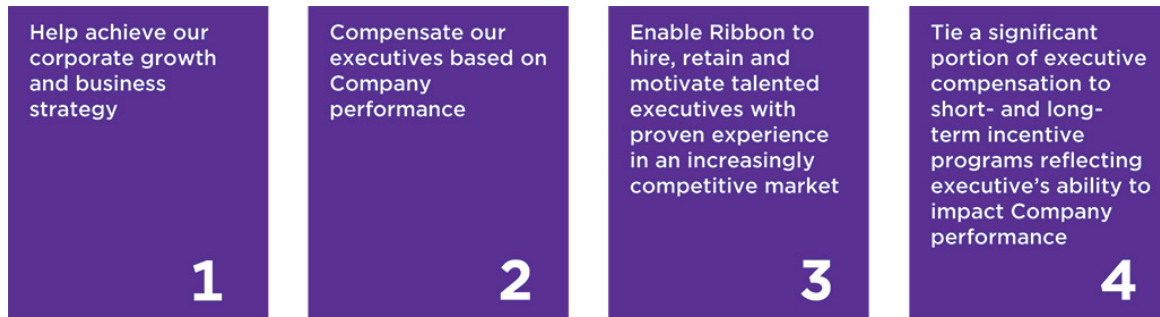 Help achieve our
corporate growth
and business
strategy
1
Compensate our
executives based on
Company
performance
2
Enable Ribbon to
hire, retain and
motivate talented
executives with
proven experience
in an increasingly
competitive market
3
Tie a significant
portion of executive
compensation to
short- and long-
term incentive
programs reflecting
executive’s ability to
impact Company
performance
4